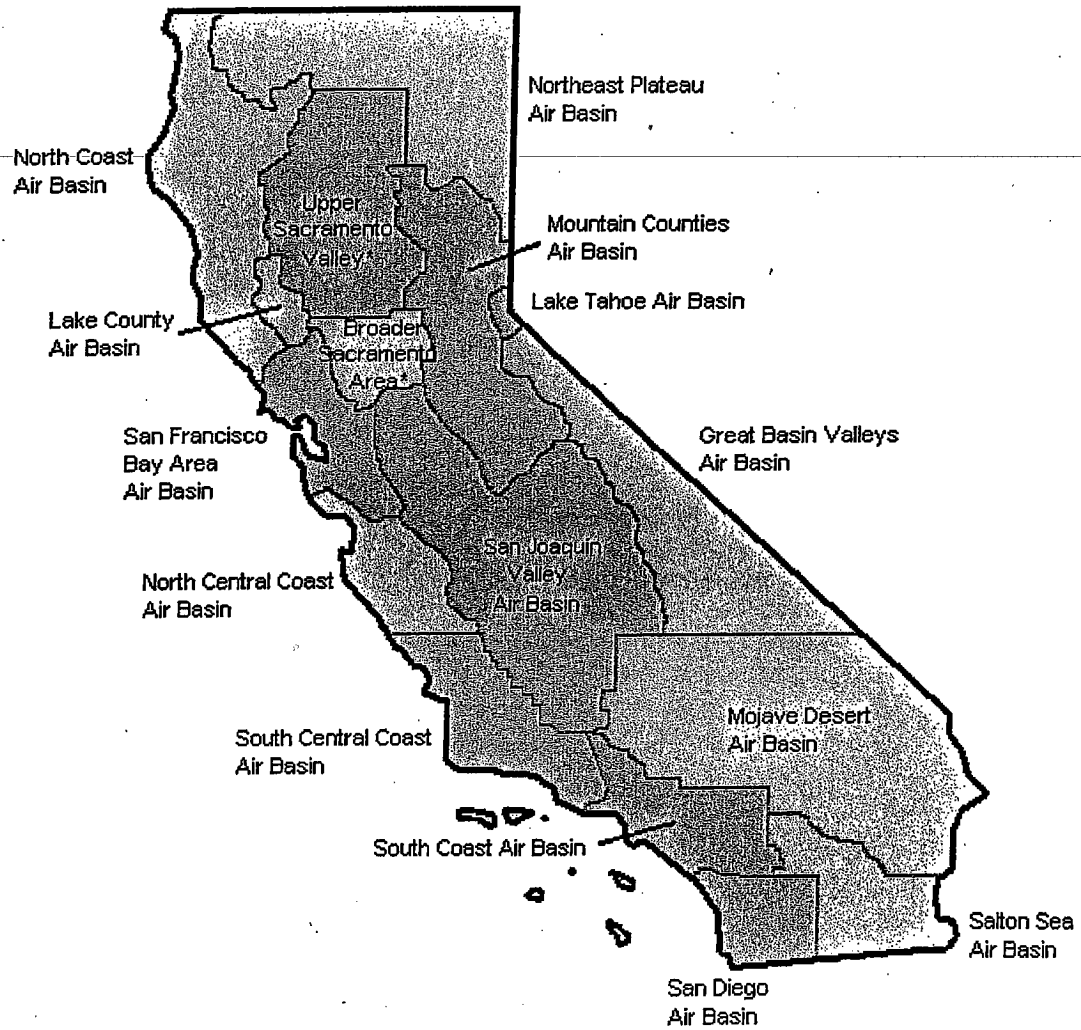 Northeast Plateau
Air Basin
North Coast
Air Basin
Upper
Sacramento
Valley*
Mountain Counties
Air Basin
Lake Tahoe Air Basin
Lake County
Air Basin
Broader
Sacramento
Area*
San Francisco
Bay Area
Air Basin
Great Basin Valleys
Air Basin
San Joaquin
Valley
Air Basin
North Central Coast
Air Basin
Mojave Desert
Air Basin
South Central Coast
Air Basin
South Coast Air Basin
Salton Sea
Air Basin
San Diego
Air Basin